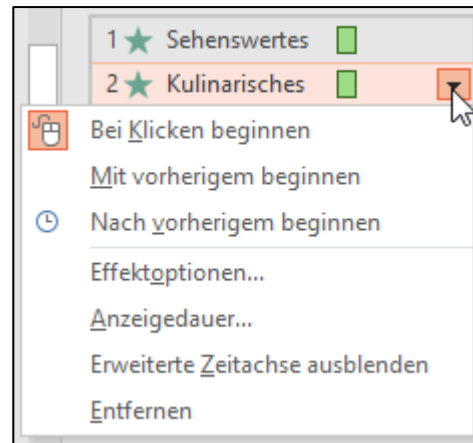 1 Sehenswertes
2 Kulinarisches
Bei Klicken beginnen
Mit vorherigem beginnen
Nach vorherigem beginnen
Effektoptionen...
Anzeigedauer...
Erweiterte Zeitachse ausblenden
Entfernen